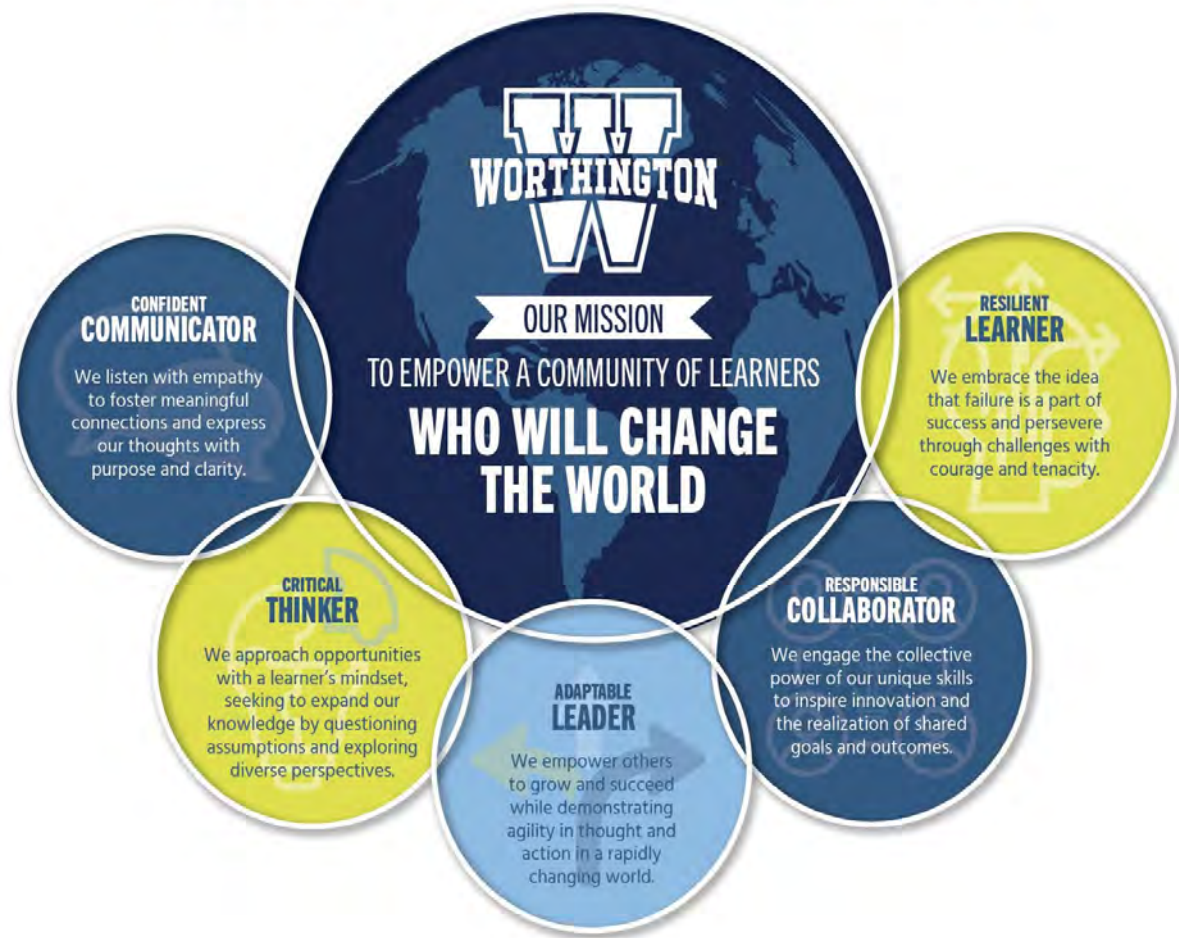 WORTHINGTON
OUR MISSION
TO EMPOWER A COMMUNITY OF LEARNERS
WHO WILL CHANGE
THE WORLD
CONFIDENT
COMMUNICATOR
We listen with empathy
to foster meaningful
connections and express
our thoughts with
purpose and clarity.
CRITICAL
THINKER
We approach opportunities
with a learner's mindset,
seeking to expand our
knowledge by questioning
assumptions and exploring
diverse perspectives.
ADAPTABLE
LEADER
We empower others
to grow and succeed
while demonstrating
agility in thought and
action in a rapidly
changing world.
RESPONSIBLE
COLLABORATOR
We engage the collective
power of our unique skills
to inspire innovation and
the realization of shared
goals and outcomes.
RESILIENT
LEARNER
We embrace the idea
that failure is a part of
success and persevere
through challenges with
courage and tenacity.